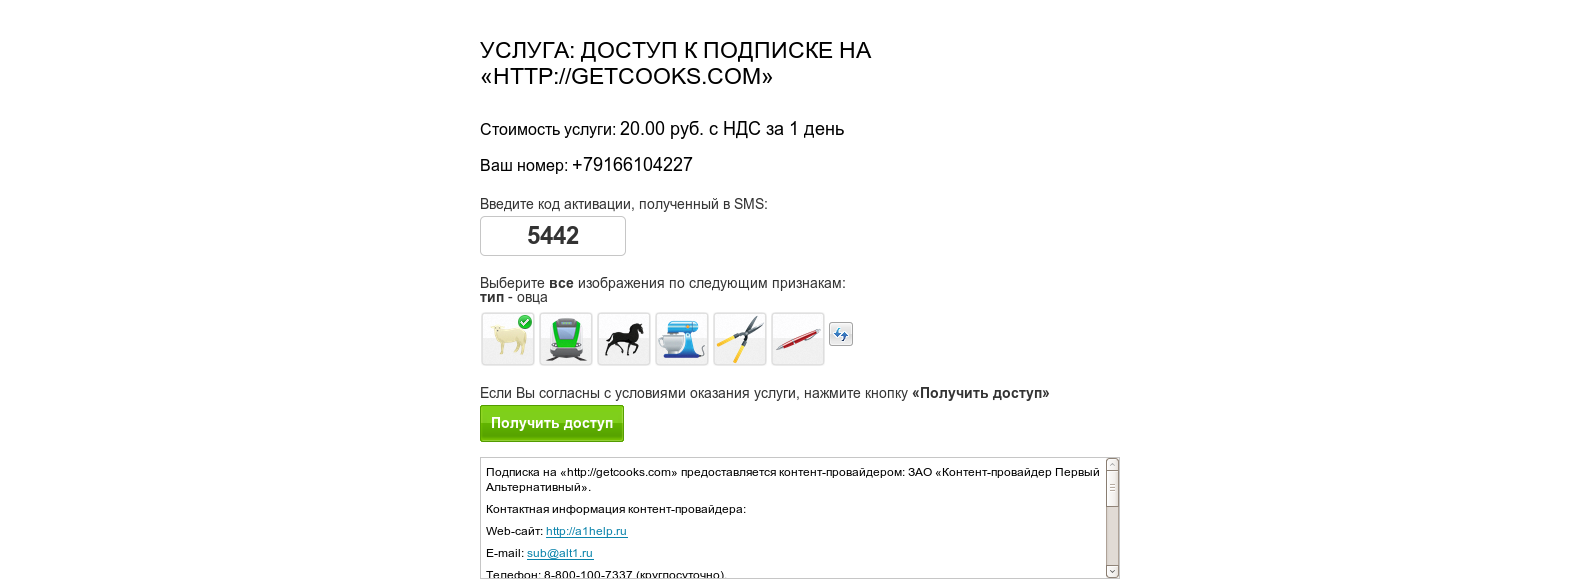 УСЛУГА: ДОСТУП К ПОДПИСКЕ НА
«HTTP://GETCOOKS.COM»
Стоимость услуги: 20.00 руб. с НДС за 1 день
Ваш номер: +79166104227
Введите код активации, полученный в SMS:
5442
Выберите все изображения по следующим признакам:
тип - овца
Если Вы согласны с условиями оказания услуги, нажмите кнопку «Получить доступ»
Получить доступ
Подписка на «http://getcooks.com» предоставляется контент-провайдером: ЗАО «Контент-провайдер Первый
Альтернативный».
Контактная информация контент-провайдера:
Web-сайт: http://a1help.ru
E-mail: sub@alt1.ru
Телефон: 8-800-100-7337 (круглосуточно)